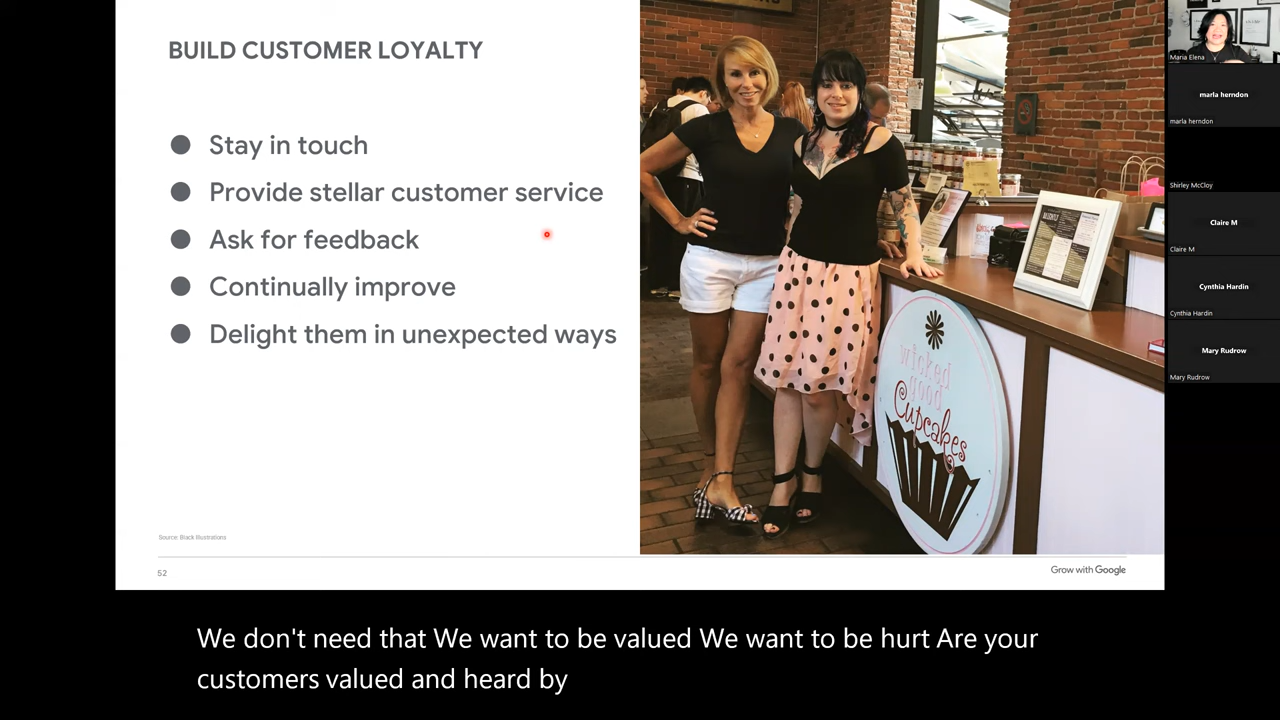 BUILD CUSTOMER LOYALTY
● Stay in touch
● Provide stellar customer service
● Ask for feedback
● Continually improve
● Delight them in unexpected ways
Source: Black Illustrations
52
Grow with Google
Cupcakes
Maria Elena
marla herndon
marla herndon
Shirley McCloy
Claire M
Claire M
Cynthia Hardin
Cynthia Hardin
Mary Rudrow
Mary Rudrow
We don't need that We want to be valued We want to be hurt Are your
customers valued and heard by